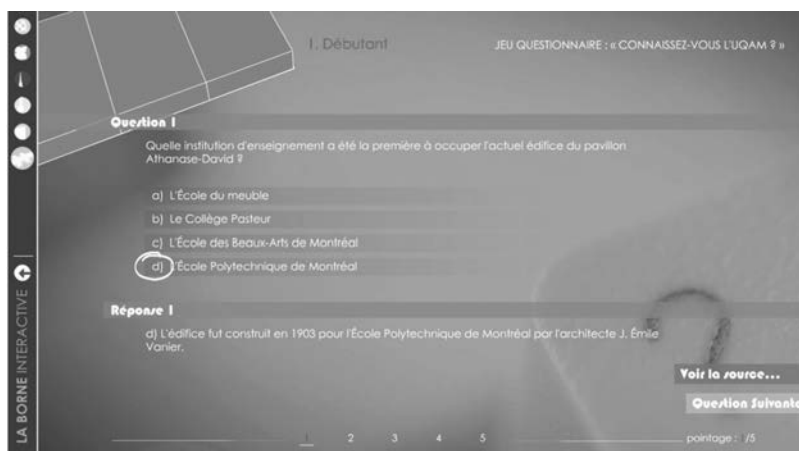 1. Débutant
JEU QUESTIONNAIRE : « CONNAISSEZ-VOUS L'UQAM ? »
Question 1
Quelle institution d'enseignement a été la première à occuper l'actuel édifice du pavillon
Athanase-David ?
a) L'École du meuble
b) Le Collège Pasteur
c) L'École des Beaux-Arts de Montréal
d) L'École Polytechnique de Montréal
Réponse 1
d) L'édifice fut construit en 1903 pour l'École Polytechnique de Montréal par l'architecte J. Émile
Vanier.
Voir la source...
Question Suivante
1 2 3 4 5
pointage : /5
LA BORNE INTERACTIVE